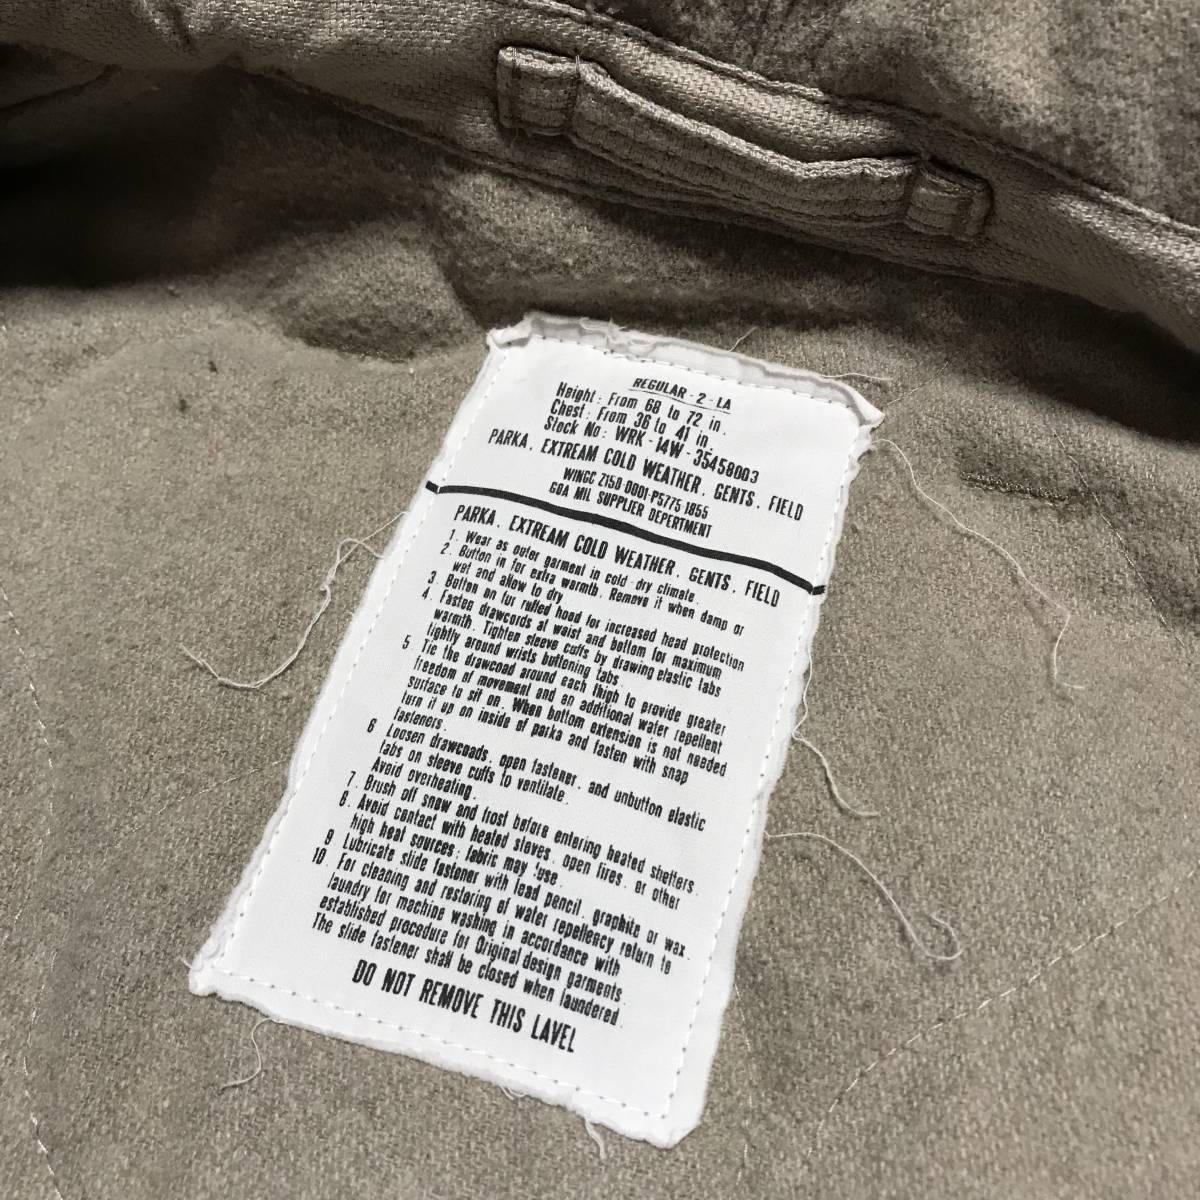 REGULAR - 2 - LA
Height: From 68 to 72 in.
Chest: From 36 to 41 in.
Stock No: WRK - 14W - 35458003
PARKA, EXTREAM COLD WEATHER, GENTS, FIELD
WINGC Z15D-0001-P5775 1855
GOA MIL SUPPLIER DEPERTMENT
PARKA, EXTREAM COLD WEATHER, GENTS, FIELD
1. Wear as outer garment in cold-dry climate.
2. Button in for extra warmth. Remove it when damp or
wet and allow to dry.
3. Button on fur ruffed hood for increased head protection
4. Fasten drawcords at waist and bottom for maximum
warmth. Tighten sleeve cuffs by drawing elastic tabs
tightly around wrists buttoning tabs.
5. Tie the drawcoad around each thigh to provide greater
freedom of movement and an additional water repellent
surface to sit on. When bottom extension is not needed.
turn it up on inside of parka and fasten with snap
fasteners.
6. Loosen drawcoads, open fastener, and unbutton elastic
tabs on sleeve cuffs to ventilate.
Avoid overheating.
7. Brush off snow and frost before entering heated shelters.
8. Avoid contact with heated stoves, open fires, or other
high heat sources; fabric may fuse.
9. Lubricate slide fastener with lead pencil, graphite or wax.
10. For cleaning and restoring of water repellency return to
laundry for machine washing in accordance with
established procedure for Original design garments.
The slide fastener shall be closed when laundered.
DO NOT REMOVE THIS LAVEL